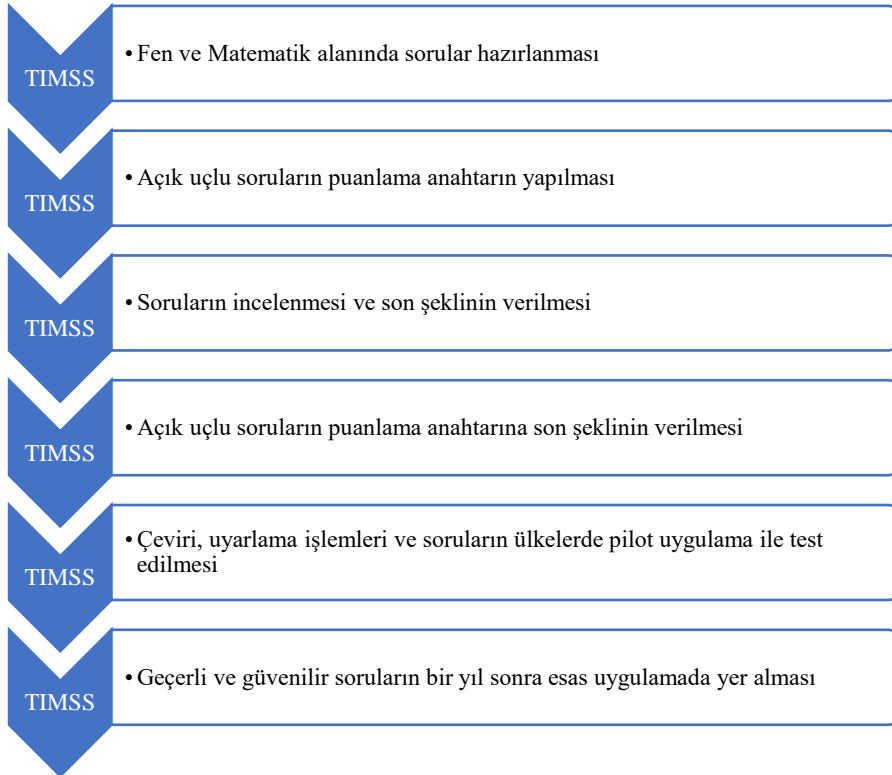 TIMSS
• Fen ve Matematik alanında sorular hazırlanması
TIMSS
• Açık uçlu soruların puanlama anahtarın yapılması
TIMSS
• Soruların incelenmesi ve son şeklinin verilmesi
TIMSS
• Açık uçlu soruların puanlama anahtarına son şeklinin verilmesi
TIMSS
• Çeviri, uyarlama işlemleri ve soruların ülkelerde pilot uygulama ile test
edilmesi
TIMSS
• Geçerli ve güvenilir soruların bir yıl sonra esas uygulamada yer alması